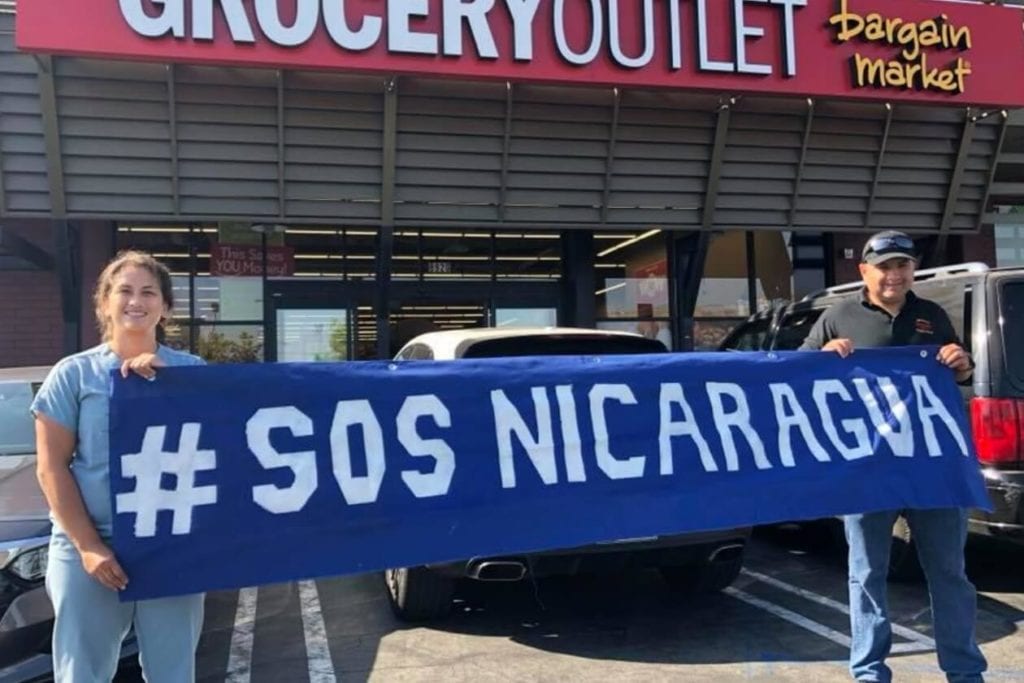 GROCERY OUTLET bargain
market
This Saves
YOU Money!
# SOS NICARAGUA